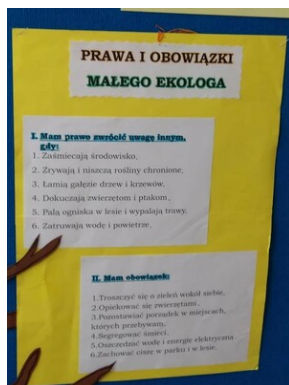 PRAWA I OBOWIĄZKI
MAŁEGO EKOLOGA
I. Mam prawo zwrócić uwagę innym,
gdy:
1. Zaśmiecają środowisko,
2. Zrywają i niszczą rośliny chronione,
3. Łamią gałęzie drzew i krzewów,
4. Dokuczają zwierzętom i ptakom,
5. Palą ogniska w lesie i wypalają trawy,
6. Zatruwają wodę i powietrze,
II. Mam obowiązek:
1.Troszczyć się o zieleń wokół siebie,
2.Opiekować się zwierzętami,
3.Pozostawiać porządek w miejscach,
których przebywam,
4.Segregować śmieci,
5.Oszczędzać wodę i energię elektryczną
6.Zachować ciszę w parku i w lesie,